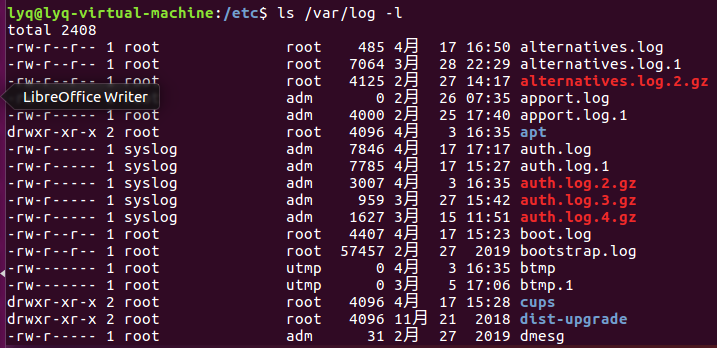 lyq@lyq-virtual-machine:/etc$ ls /var/log -l
total 2408
-rw-r--r-- 1 root root 485 4月 17 16:50 alternatives.log
-rw-r--r-- 1 root root 7064 3月 28 22:29 alternatives.log.1
-rw-r--r-- 1 root root 4125 2月 27 14:17 alternatives.log.2.gz
LibreOffice Writer adm 0 2月 26 07:35 apport.log
-rw-r----- 1 root adm 4000 2月 25 17:40 apport.log.1
drwxr-xr-x 2 root root 4096 4月 3 16:35 apt
-rw-r----- 1 syslog adm 7846 4月 17 17:17 auth.log
-rw-r----- 1 syslog adm 7785 4月 17 15:27 auth.log.1
-rw-r----- 1 syslog adm 3007 4月 3 16:35 auth.log.2.gz
-rw-r----- 1 syslog adm 959 3月 27 15:42 auth.log.3.gz
-rw-r----- 1 syslog adm 1627 3月 15 11:51 auth.log.4.gz
-rw-r--r-- 1 root root 4407 4月 17 15:23 boot.log
-rw-r--r-- 1 root root 57457 2月 27 2019 bootstrap.log
-rw------- 1 root utmp 0 4月 3 16:35 btmp
-rw------- 1 root utmp 0 3月 5 17:06 btmp.1
drwxr-xr-x 2 root root 4096 4月 17 15:28 cups
drwxr-xr-x 2 root root 4096 11月 21 2018 dist-upgrade
-rw-r----- 1 root adm 31 2月 27 2019 dmesg